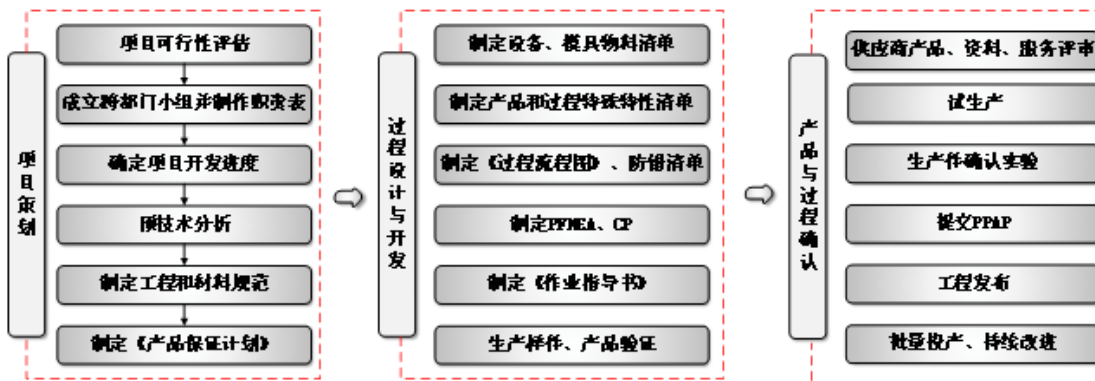 项目策划
项目可行性评估
成立跨部门小组并制作职责表
确定项目开发进度
预技术分析
制定工程和材料规范
制定《产品保证计划》
过程设计与开发
制定设备、模具物料清单
制定产品和过程特殊特性清单
制定《过程流程图》、防错清单
制定PFMEA、CP
制定《作业指导书》
生产样件、产品验证
产品与过程确认
供应商产品、资料、服务评审
试生产
生产件确认实验
提交PPAP
工程发布
批量投产、持续改进